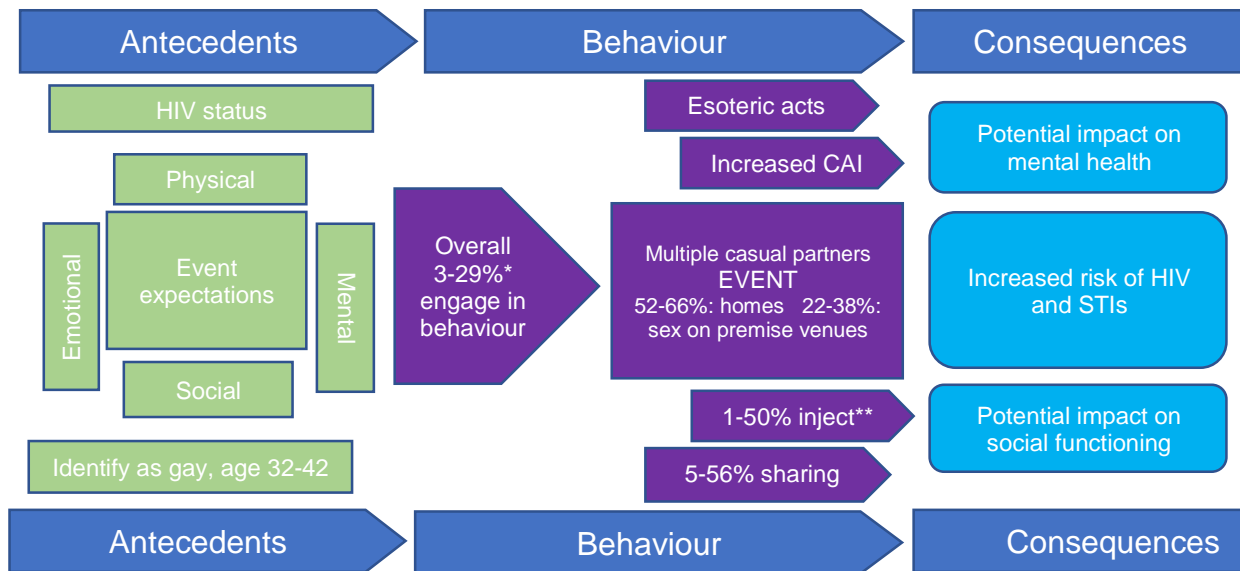 Antecedents
Behaviour
Consequences
HIV status
Physical
Emotional
Event
expectations
Mental
Social
Identify as gay, age 32-42
Overall
3-29%*
engage in
behaviour
Esoteric acts
Increased CAI
Multiple casual partners
EVENT
52-66%: homes   22-38%:
sex on premise venues
1-50% inject**
5-56% sharing
Potential impact on
mental health
Increased risk of HIV
and STIs
Potential impact on
social functioning
Antecedents
Behaviour
Consequences